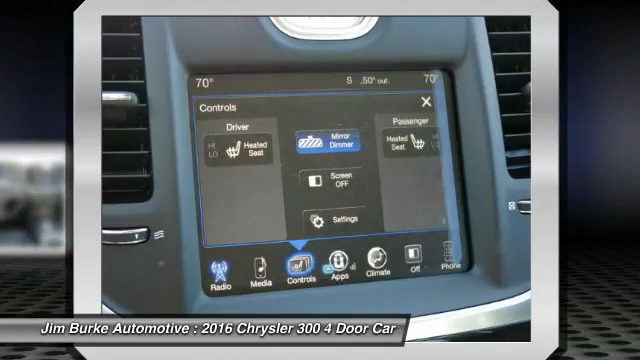 70° S .50° out. 70°
Controls X
Driver
Passenger
HI
LO
Heated
Seat
Mirror
Dimmer
Heated
Seat
HI
LO
Screen
OFF
Settings
Radio Media Controls Apps Climate Off Phone
Jim Burke Automotive : 2016 Chrysler 300 4 Door Car